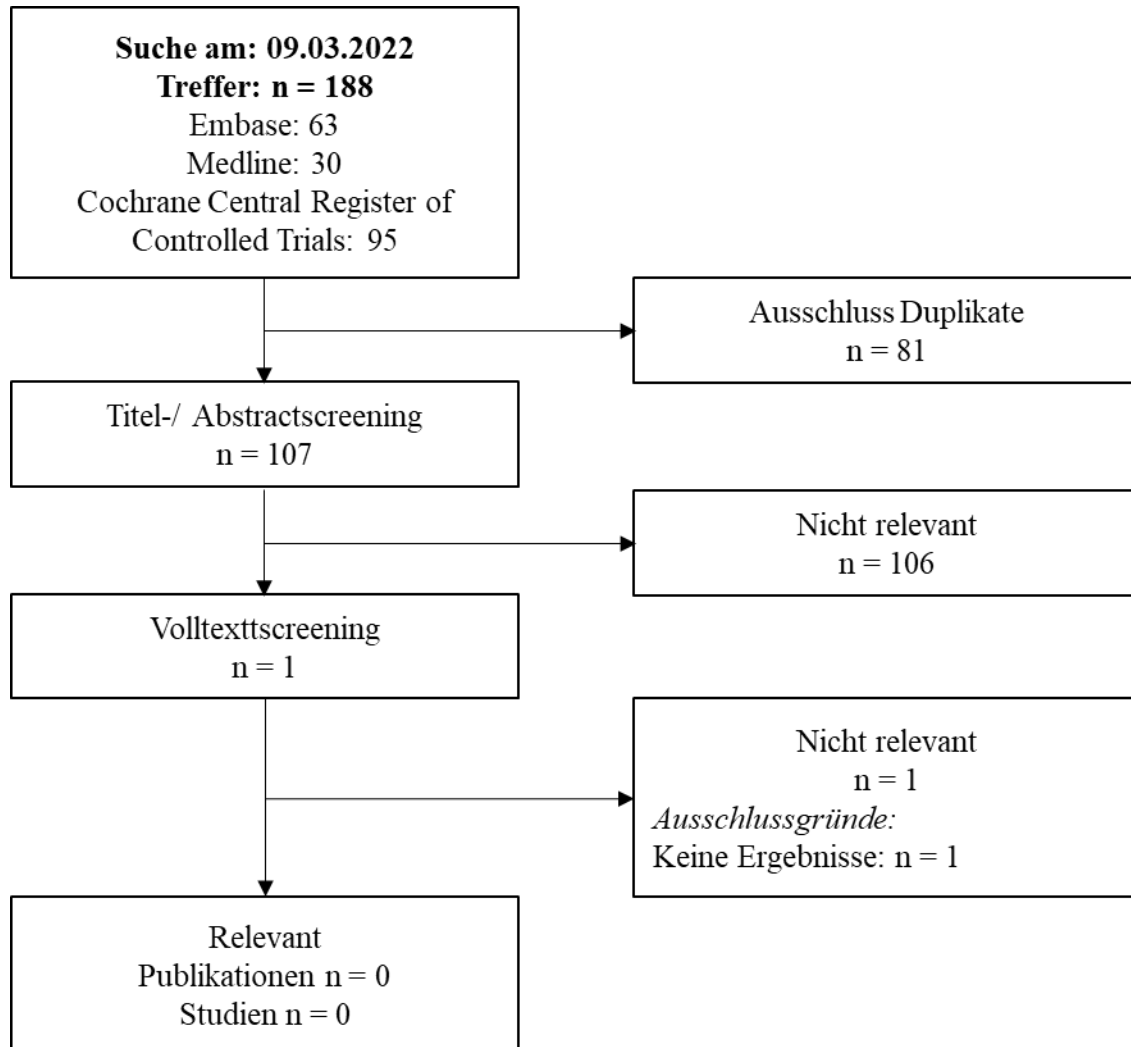 Suche am: 09.03.2022
Treffer: n = 188
Embase: 63
Medline: 30
Cochrane Central Register of
Controlled Trials: 95
Ausschluss Duplikate
n = 81
Titel-/ Abstractscreening
n = 107
Nicht relevant
n = 106
Volltexttscreening
n = 1
Nicht relevant
n = 1
Ausschlussgründe:
Keine Ergebnisse: n = 1
Relevant
Publikationen n = 0
Studien n = 0